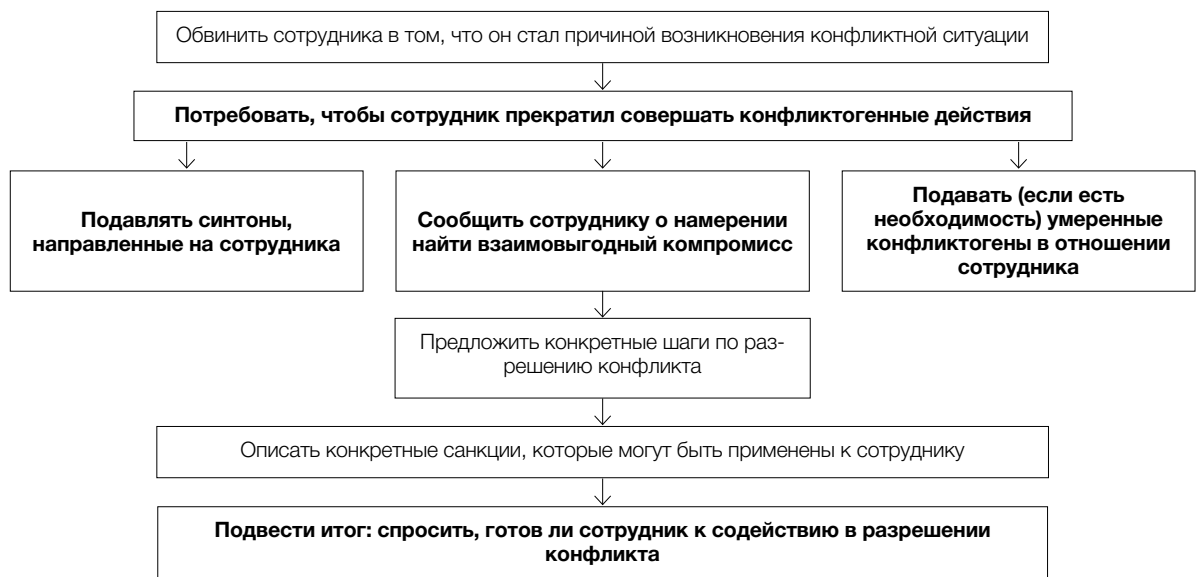 Обвинить сотрудника в том, что он стал причиной возникновения конфликтной ситуации
Потребовать, чтобы сотрудник прекратил совершать конфликтогенные действия
Подавлять синтоны,
направленные на сотрудника
Сообщить сотруднику о намерении
найти взаимовыгодный компромисс
Подавать (если есть
необходимость) умеренные
конфликтогены в отношении
сотрудника
Предложить конкретные шаги по раз-
решению конфликта
Описать конкретные санкции, которые могут быть применены к сотруднику
Подвести итог: спросить, готов ли сотрудник к содействию в разрешении
конфликта